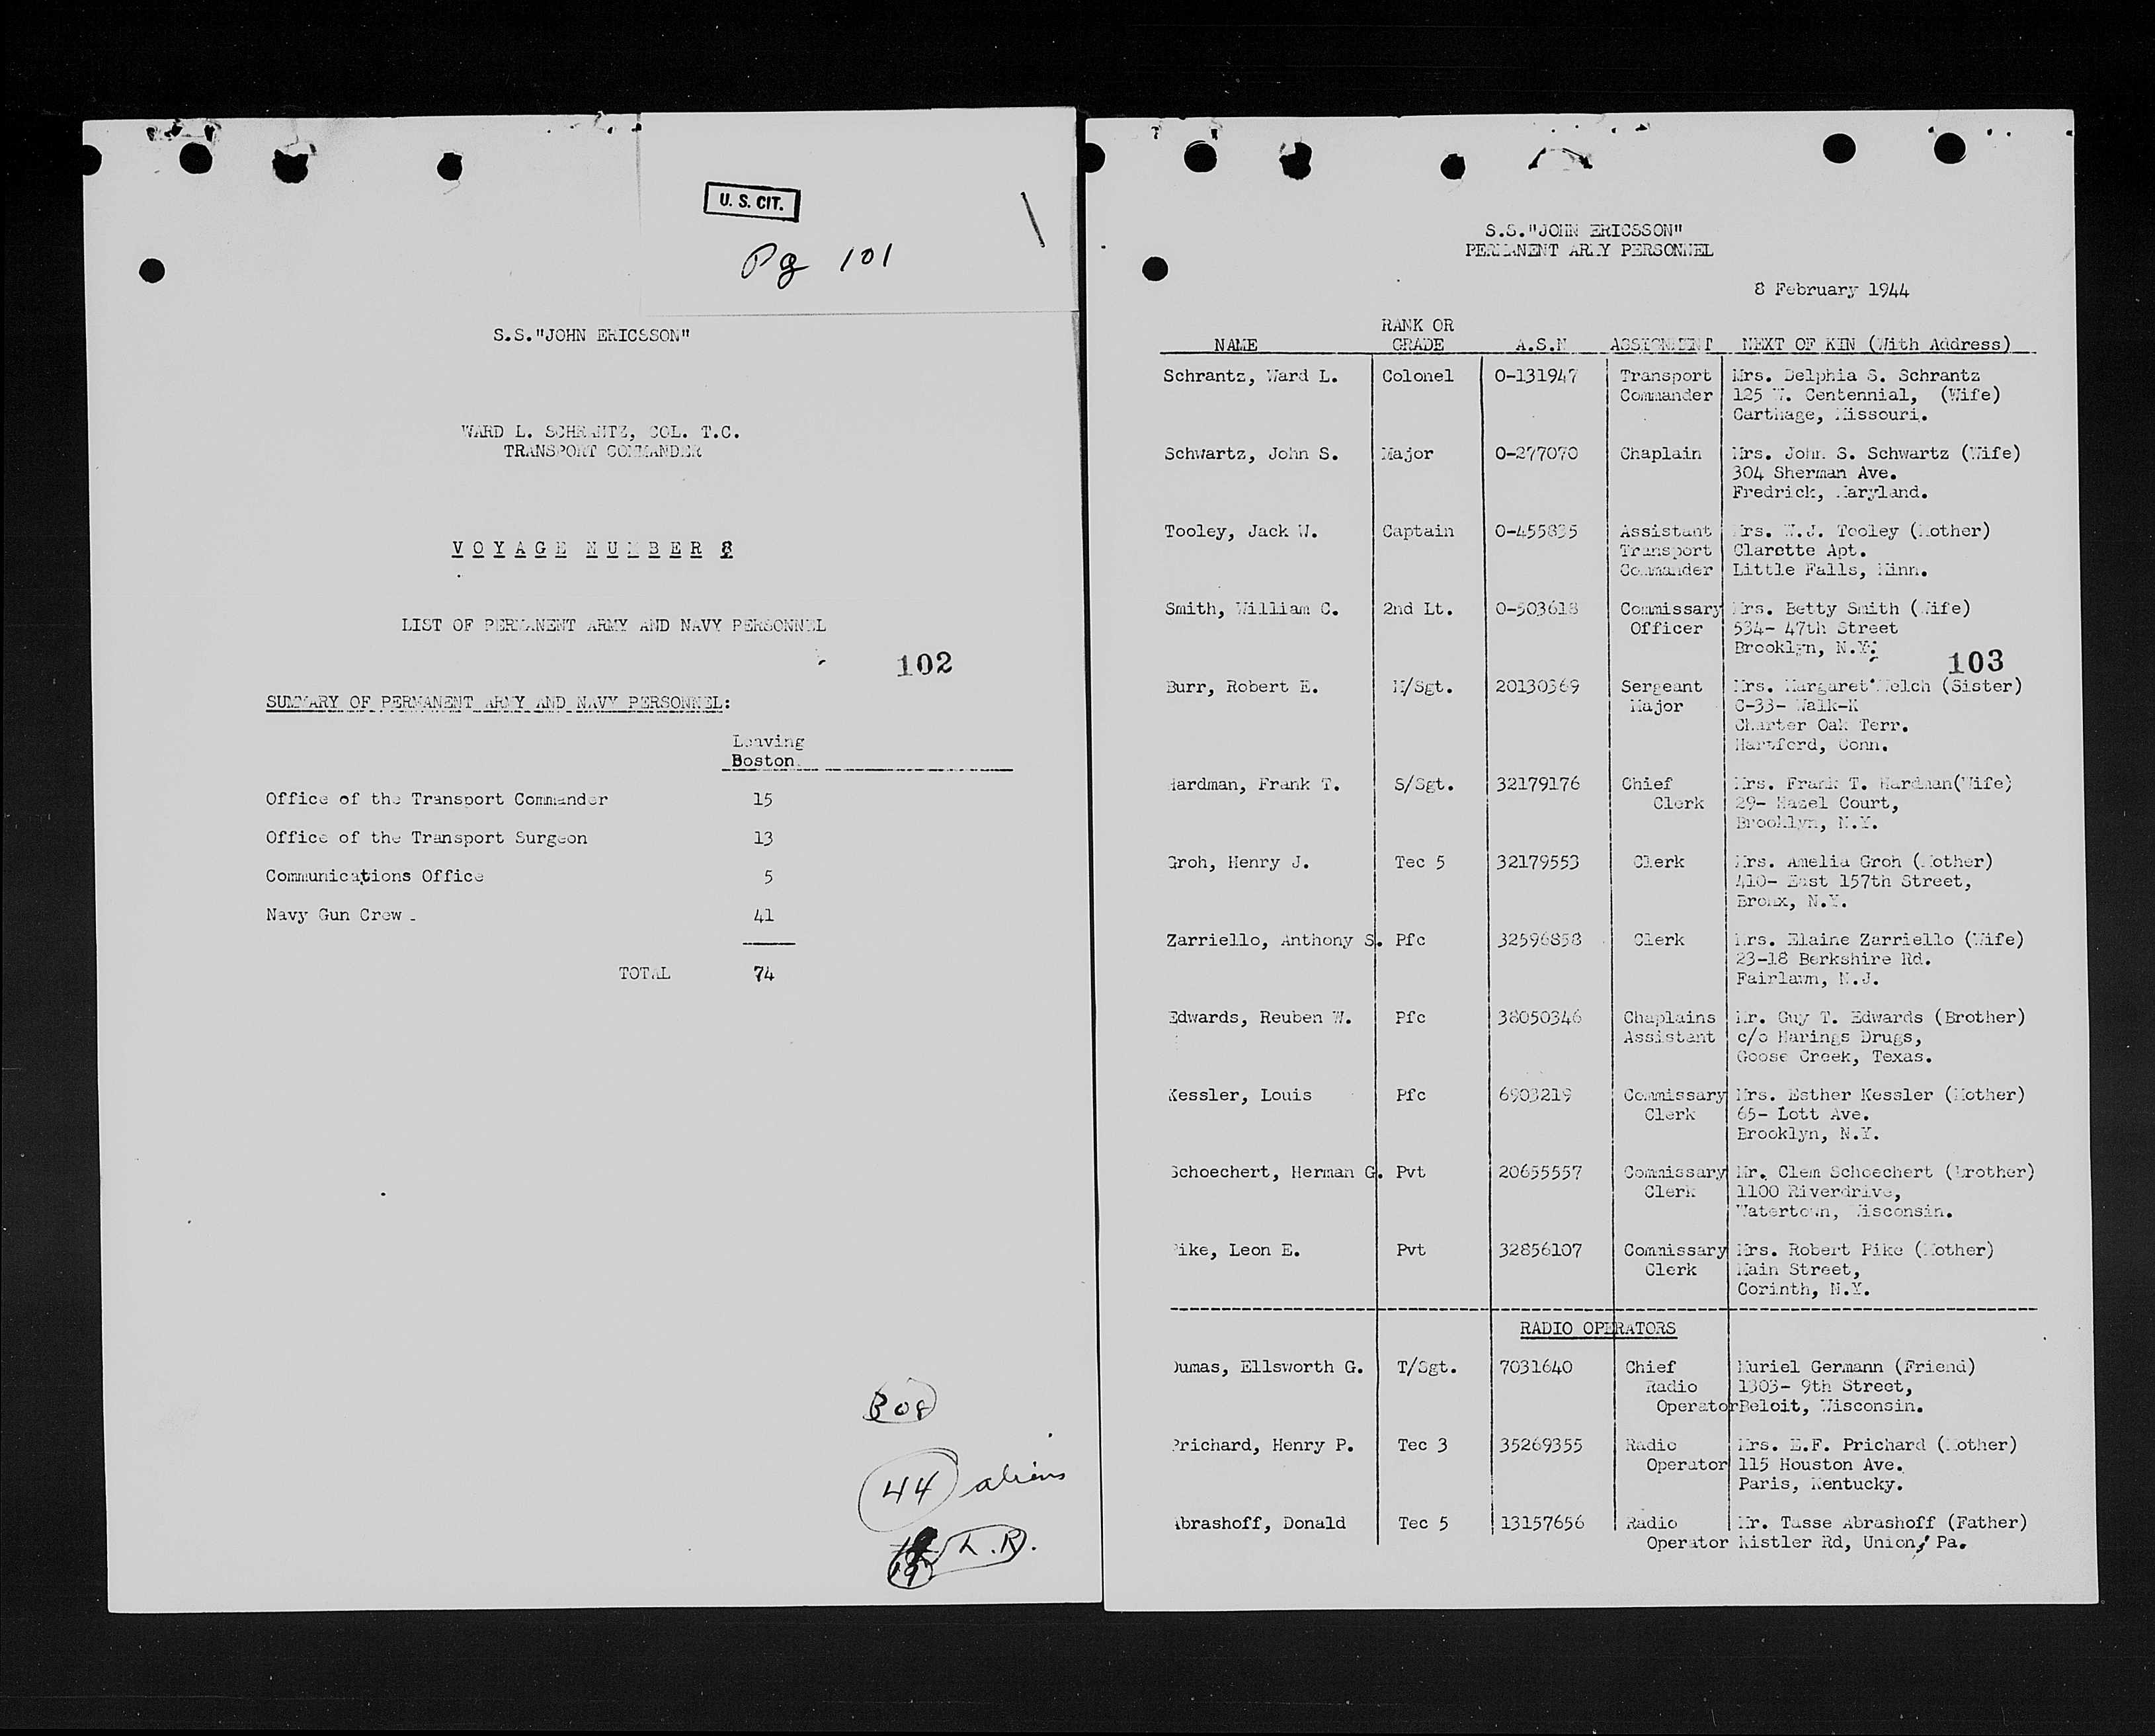 U. S. CIT.
Pg 101
S.S."JOHN ERICSSON"
WARD L. SCHRANTZ, COL. T.C.
TRANSPORT COMMANDER
VOYAGE NUMBER 8
LIST OF PERMANENT ARMY AND NAVY PERSONNEL
102
SUMMARY OF PERMANENT ARMY AND NAVY PERSONNEL:
Leaving
Boston
Office of the Transport Commander 15
Office of the Transport Surgeon 13
Communications Office 5
Navy Gun Crew 41
TOTAL 74
Bos
44 aliens
S.S."JOHN ERICSSON"
PERMANENT ARMY PERSONNEL
8 February 1944
RANK OR
NAME GRADE A.S.N ASSIGNMENT NEXT OF KIN (With Address)
Schrantz, Ward L. Colonel 0-131947 Transport Mrs. Delphia S. Schrantz
Commander 125 W. Centennial, (Wife)
Carthage, Missouri.
Schwartz, John S. Major 0-277070 Chaplain Mrs. John S. Schwartz (Wife)
304 Sherman Ave.
Fredrick, Maryland.
Tooley, Jack W. Captain 0-455835 Assistant Mrs. W.J. Tooley (Mother)
Transport Clarette Apt.
Commander Little Falls, Minn.
Smith, William C. 2nd Lt. 0-503618 Commissary Mrs. Betty Smith (Wife)
Officer 534- 47th Street
Brooklyn, N.Y.
103
Burr, Robert E. M/Sgt. 20130369 Sergeant Mrs. Margaret Welch (Sister)
Major C-33- Walk-K
Charter Oak Terr.
Hartford, Conn.
Hardman, Frank T. S/Sgt. 32179176 Chief Mrs. Frank T. Hardman(Wife)
Clerk 29- Hazel Court,
Brooklyn, N.Y.
Groh, Henry J. Tec 5 32179553 Clerk Mrs. Amelia Groh (Mother)
410- East 157th Street,
Bronx, N.Y.
Zarriello, Anthony S. Pfc 32596858 Clerk Mrs. Elaine Zarriello (Wife)
23-18 Berkshire Rd.
Fairlawn, N.J.
Edwards, Reuben W. Pfc 38050346 Chaplains Mr. Guy T. Edwards (Brother)
Assistant c/o Harings Drugs,
Goose Creek, Texas.
Kessler, Louis Pfc 6903219 Commissary Mrs. Esther Kessler (Mother)
Clerk 65- Lott Ave.
Brooklyn, N.Y.
Schoechert, Herman G. Pvt 20655557 Commissary Mr. Clem Schoechert (Brother)
Clerk 1100 Riverdrive,
Watertown, Wisconsin.
Pike, Leon E. Pvt 32856107 Commissary Mrs. Robert Pike (Mother)
Clerk Main Street,
Corinth, N.Y.
RADIO OPERATORS
Dumas, Ellsworth G. T/Sgt. 7031640 Chief Muriel Germann (Friend)
Radio 1303- 9th Street,
Operator Beloit, Wisconsin.
Prichard, Henry P. Tec 3 35269355 Radio Mrs. E.F. Prichard (Mother)
Operator 115 Houston Ave.
Paris, Kentucky.
Abrashoff, Donald Tec 5 13157656 Radio Mr. Tasse Abrashoff (Father)
Operator Kistler Rd, Union, Pa.